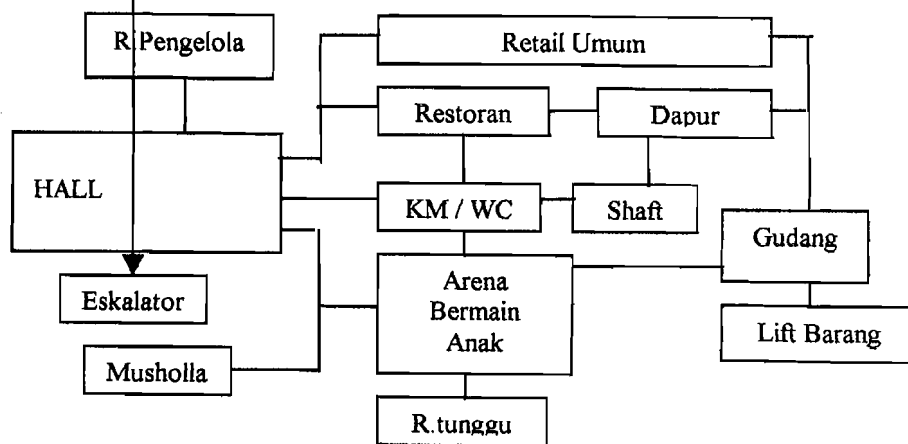 R.Pengelola
Retail Umum
Restoran
Dapur
HALL
KM / WC
Shaft
Gudang
Eskalator
Arena
Bermain
Anak
Lift Barang
Musholla
R.tunggu